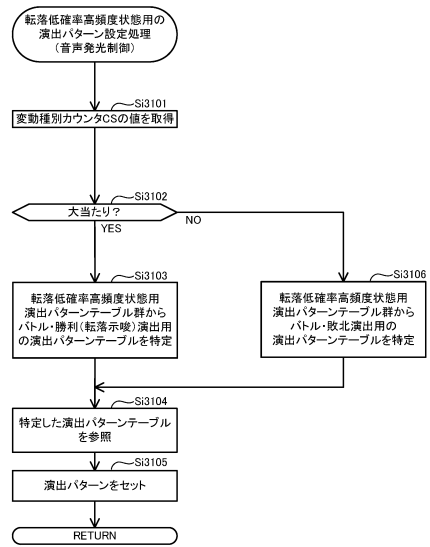 転落低確率高頻度状態用の
演出パターン設定処理
(音声発光制御)
Si3101
変動種別カウンタCSの値を取得
Si3102
大当たり?
YES
NO
Si3103
転落低確率高頻度状態用
演出パターンテーブル群から
バトル・勝利(転落示唆)演出用
の演出パターンテーブルを特定
Si3106
転落低確率高頻度状態用
演出パターンテーブル群から
バトル・敗北演出用の
演出パターンテーブルを特定
Si3104
特定した演出パターンテーブル
を参照
Si3105
演出パターンをセット
RETURN